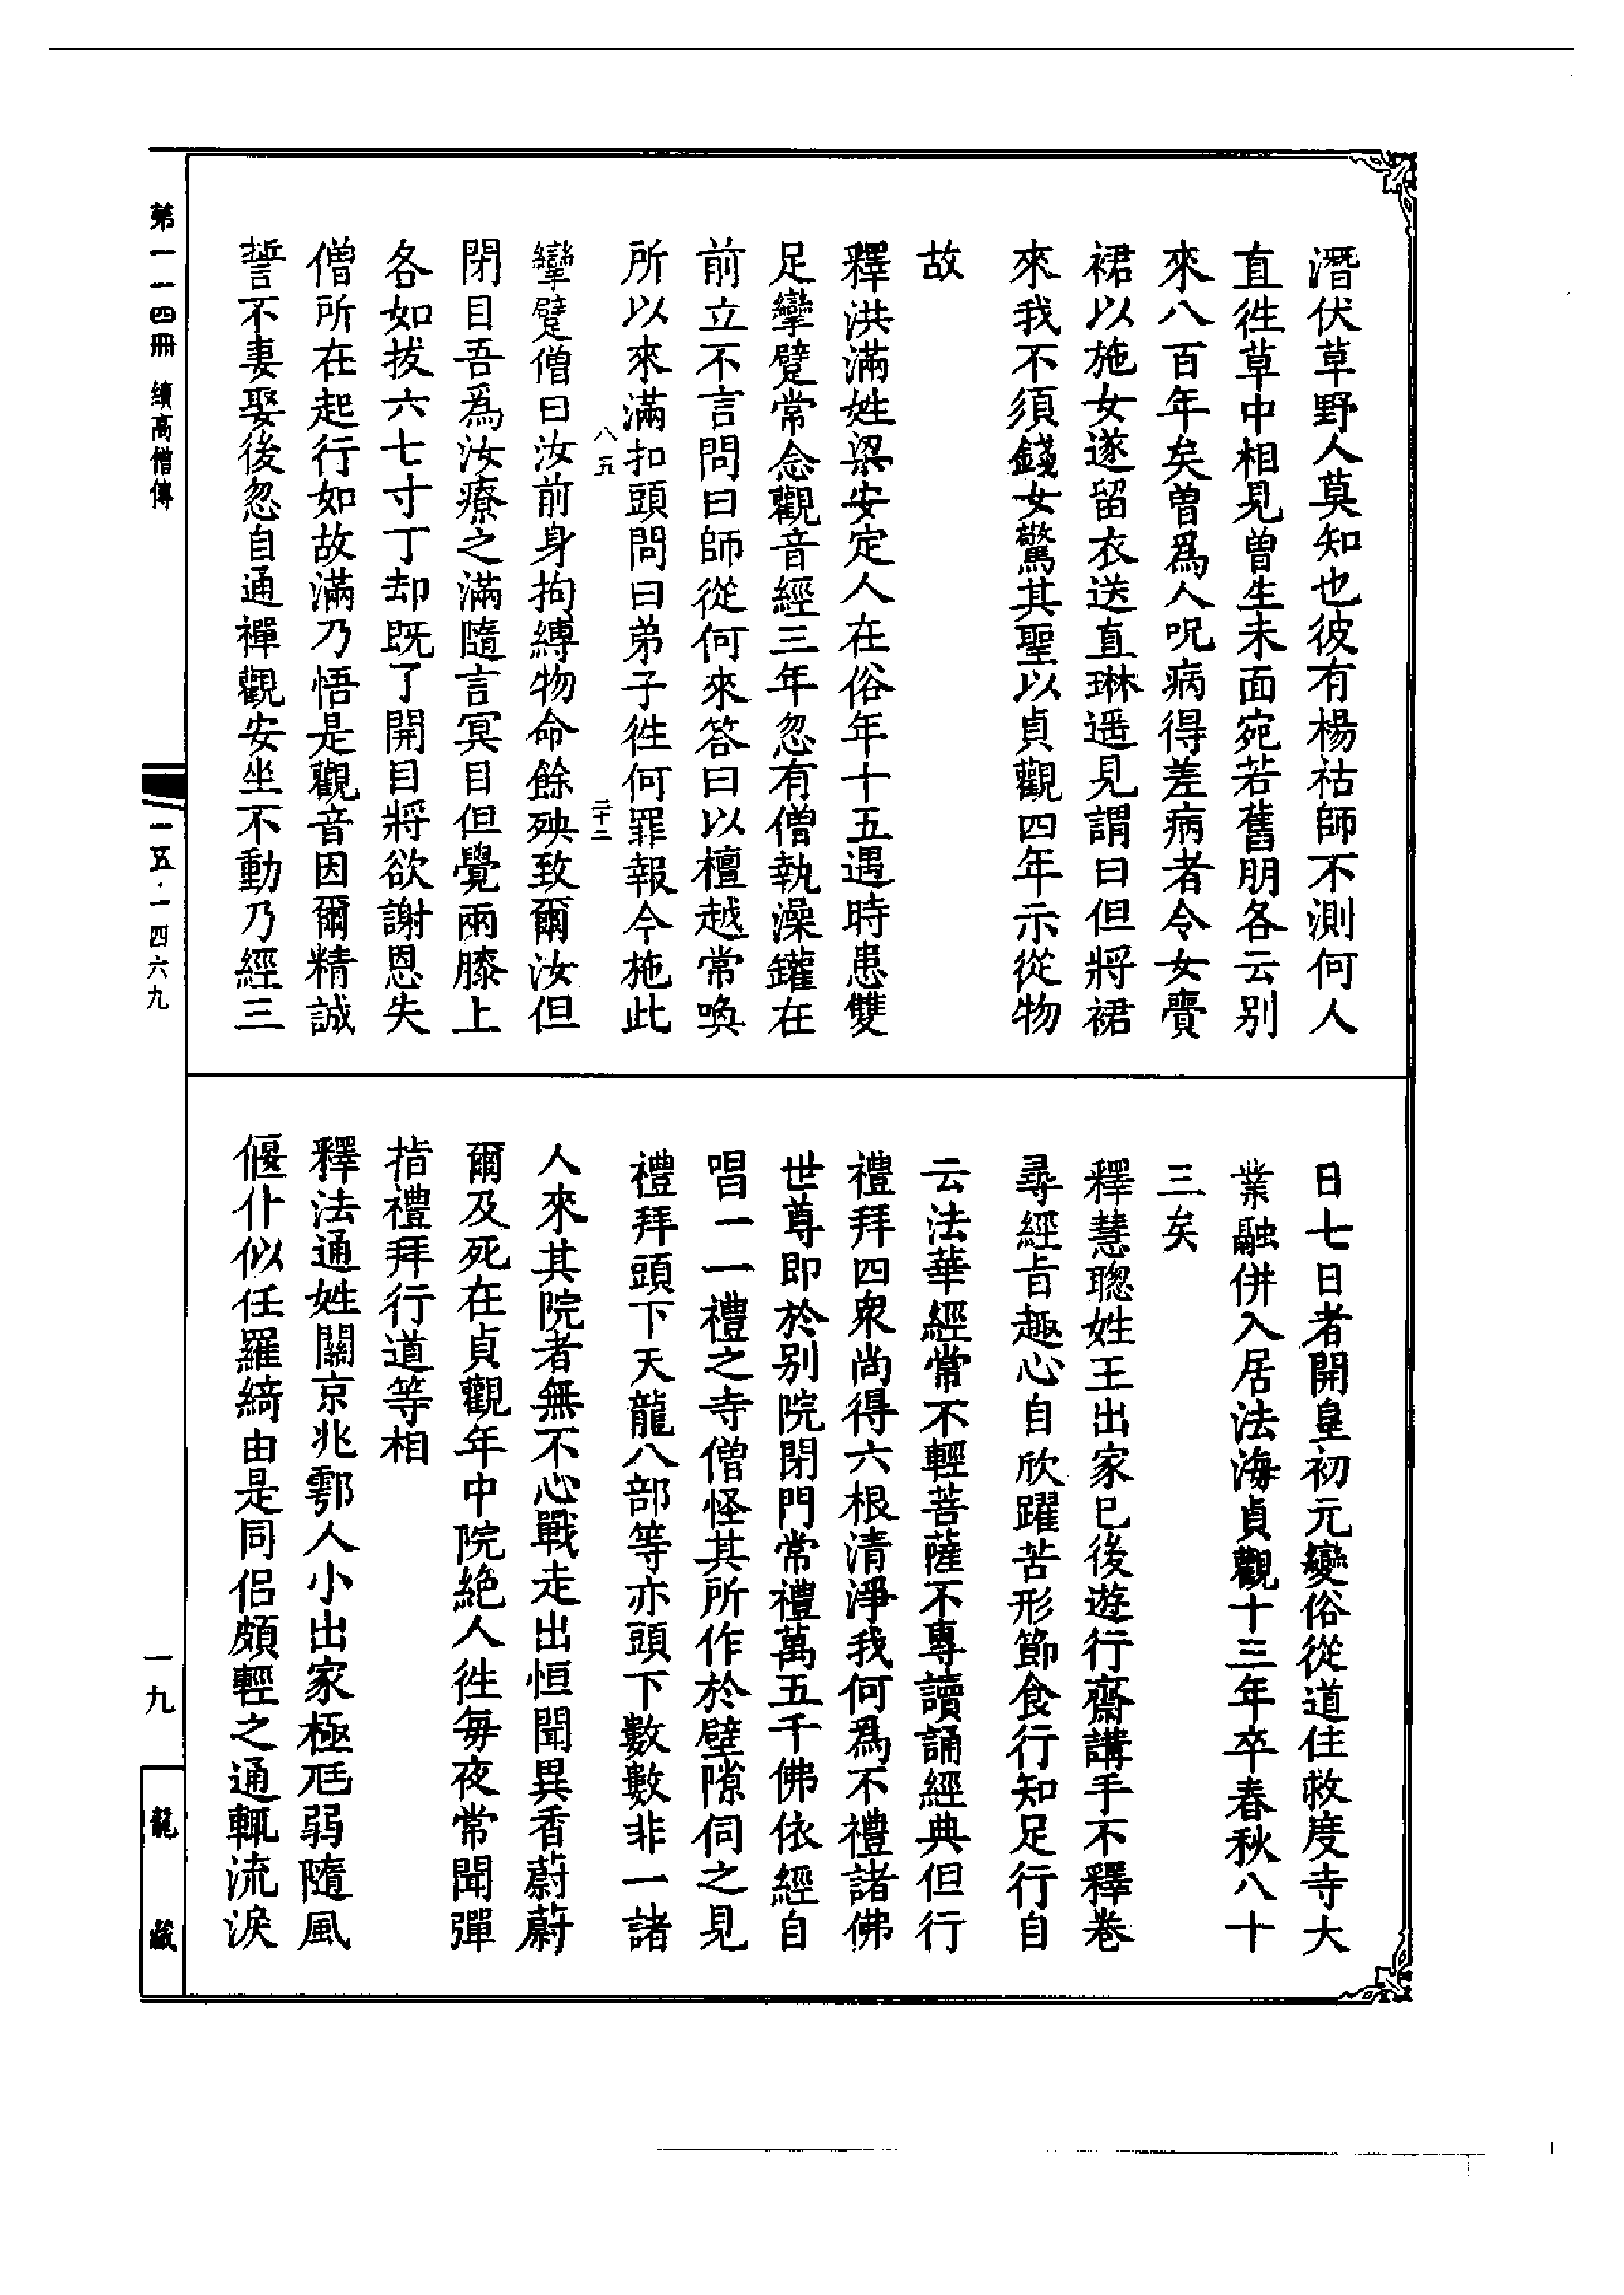 潛伏草野人莫知也彼有楊祜師不測何人
直徃草中相見曾生未面宛若舊朋各云別
來八百年矣曾爲人呪病得差病者令女賷
裙以施女遂留衣送直琳遥見謂曰但將裙
來我不須錢女驚其聖以貞觀四年示從物
故
釋洪滿姓梁安定人在俗年十五遇時患雙
足攣躄常念觀音經三年忽有僧執澡鑵在
前立不言問曰師從何來答曰以檀越常喚
所以來滿扣頭問曰弟子徃何罪報今施此
八五
二十二
攣躄僧曰汝前身拘縛物命餘殃致爾汝但
閉目吾爲汝療之滿隨言冥目但覺兩膝上
各如拔六七寸丁却既了開目將欲謝恩失
僧所在起行如故滿乃悟是觀音因爾精誠
誓不妻娶後忽自通禪觀安坐不動乃經三
日七日者開皇初元變俗從道住救度寺大
業融併入居法海貞觀十三年卒春秋八十
三矣
釋慧聰姓王出家已後遊行齋講手不釋卷
尋經旨趣心自欣躍苦形節食行知足行自
云法華經常不輕菩薩不專讀誦經典但行
禮拜四衆尚得六根清淨我何爲不禮諸佛
世尊即於別院閉門常禮萬五千佛依經自
唱一一禮之寺僧怪其所作於壁隙伺之見
禮拜頭下天龍八部等亦頭下數數非一諸
人來其院者無不心戰走出恒聞異香蔚蔚
爾及死在貞觀年中院絶人徃每夜常聞彈
指禮拜行道等相
釋法通姓關京兆鄠人小出家極尫弱隨風
偃仆似任羅綺由是同侶頗輕之通輒流淚
第一一四冊 續高僧傳
一五·一四六九
一九
龍藏